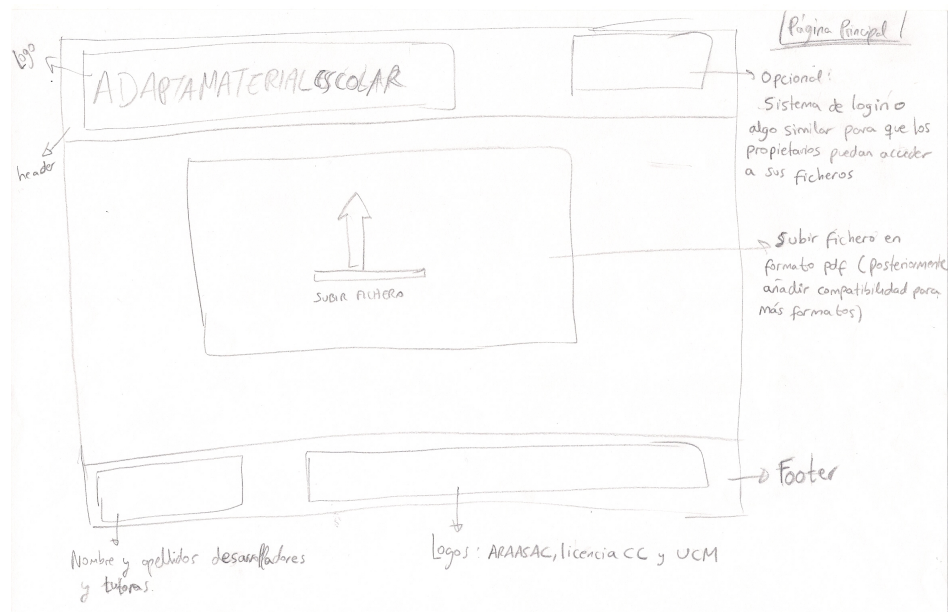 Página Principal
Logo
ADAPTAMATERIALESCOLAR
header
Opcional:
Sistema de login o
algo similar para que los
propietarios puedan acceder
a sus ficheros
SUBIR FICHERO
Subir fichero en
formato pdf (posteriormente
añadir compatibilidad para
más formatos)
Footer
Nombre y apellidos desarrolladores
y tutoras.
Logos: ARAASAC, licencia CC y UCM